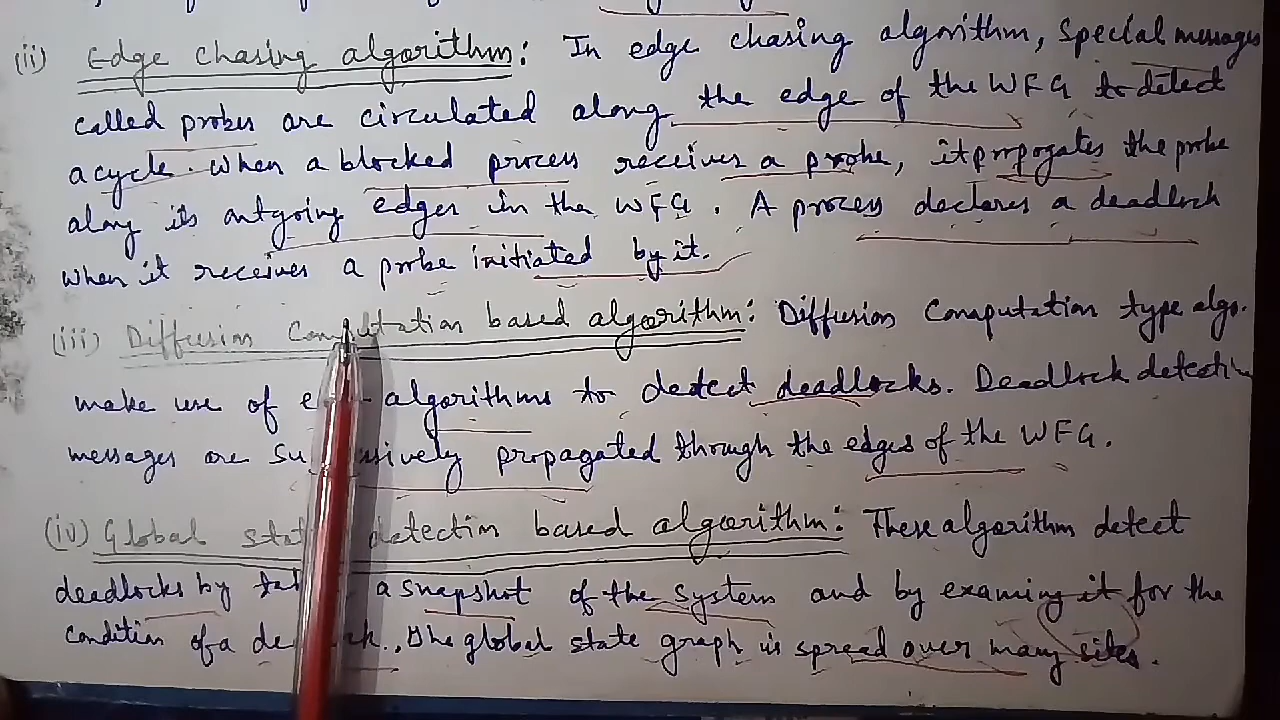 (ii) Edge Chasing algorithm: In edge chasing algorithm, Special messages
called probes are circulated along the edge of the WFG to detect
a cycle. When a blocked process receives a probe, it propogates the probe
along its outgoing edges in the WFG. A process declares a deadlock
when it receives a probe initiated by it.
(iii) Diffusion Computation based algorithm: Diffusion Computation type algo.
make use of algorithms to detect deadlocks. Deadlock detection
messages are propagated through the edges of the WFG.
(iv) Global detection based algorithm: These algorithm detect
deadlocks by a snapshot of the system and by examing it for the
condition of a The global state graph is spread over many sites.